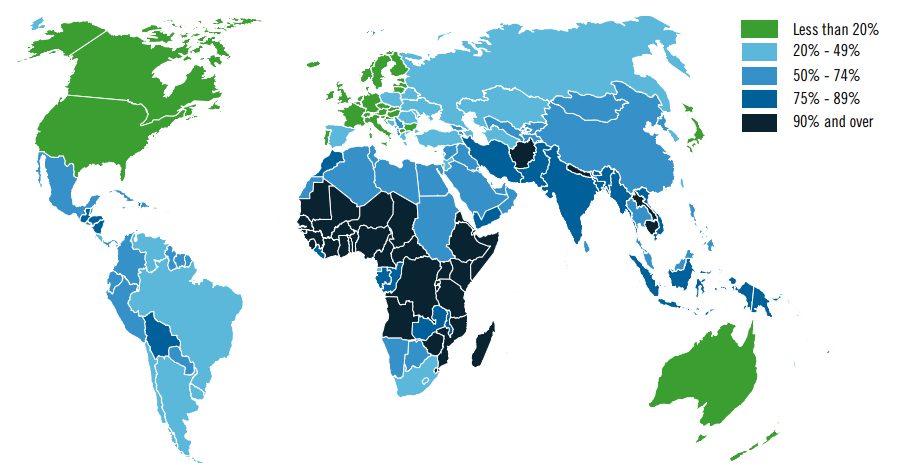 Less than 20%
20% - 49%
50% - 74%
75% - 89%
90% and over